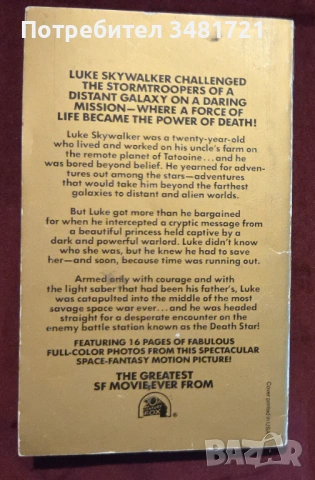 Потребител 3481680
LUKE SKYWALKER CHALLENGED
THE STORMTROOPERS OF A
DISTANT GALAXY ON A DARING
MISSION—WHERE A FORCE OF
LIFE BECAME THE POWER OF DEATH!
Luke Skywalker was a twenty-year-old
who lived and worked on his uncle's farm on
the remote planet of Tatooine...and he
was bored beyond belief. He yearned for adven-
tures out among the stars—adventures
that would take him beyond the farthest
galaxies to distant and alien worlds.
But Luke got more than he bargained
for when he intercepted a cryptic message from
a beautiful princess held captive by a
dark and powerful warlord. Luke didn't know
who she was, but he knew he had to save
her—and soon, because time was running out.
Armed only with courage and with
the light saber that had been his father's, Luke
was catapulted into the middle of the most
savage space war ever...and he was headed
straight for a desperate encounter on the
enemy battle station known as the Death Star!
FEATURING 16 PAGES OF FABULOUS
FULL-COLOR PHOTOS FROM THIS SPECTACULAR
SPACE-FANTASY MOTION PICTURE!
THE GREATEST
SF MOVIE EVER FROM
®
Cover printed in USA
BAZAR